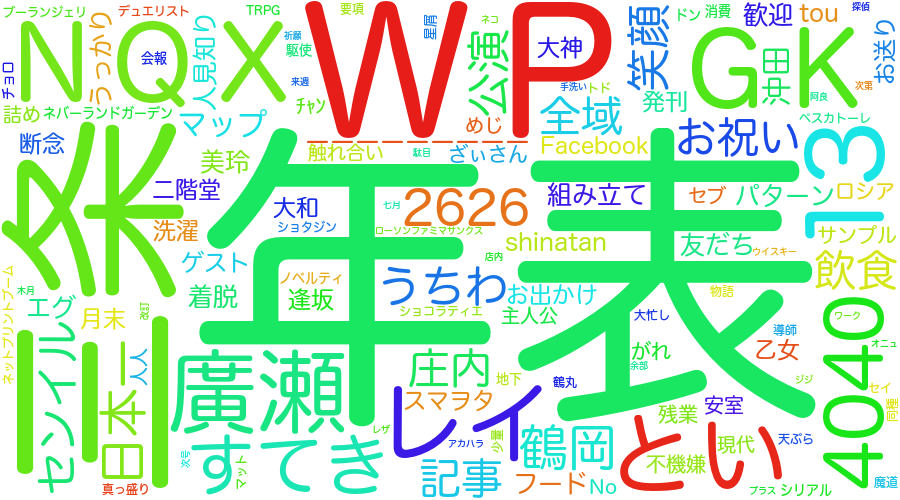 プーランジェリ
デュエリスト
TRPG
要項
NQX
WP
GK
星屑
笑顔
ネコ
ドン
消費
歓迎
tou
探偵
お送り
チョロ
うっかり
会報
人見知り
祈願
駆使
来週
公演
大神
手洗い
トド
沖田
次第
阿良
詰め
ネバーランドガーデン
チャソ
マップ
めじ
全域
発刊
ペスカトーレ
断念
美玲
触れ合い
駄目
ざぃさん
Facebook
お祝い
13
条一
年表
二階堂
大和
七月
2626
組み立て
セブ
パターン
ロシア
洗濯
ショタジン
ローソンファミマサンクス
shinatan
友だち
サンプル
ゲスト
店内
ウイスキー
飲食
ノベルティ
うちわ
お出かけ
物語
着脱
逢坂
ショコラティエ
主人公
大忙し
4040
ワーク
木月
エグ
月末
改訂
導師
オニュ
ネットプリントブーム
人人
がれ
余部
乙女
センイル
日本一
廣瀬
庄内
地下
鶴丸
ジジ
セイ
同種
レイ
スマヲタ
残業
安室
すてき
レザ
少量
アカハラ
鶴岡
とい
現代
天ぷら
次号
マット
記事
フード
No
不機嫌
魔道
真っ盛り
プラス
シリアル